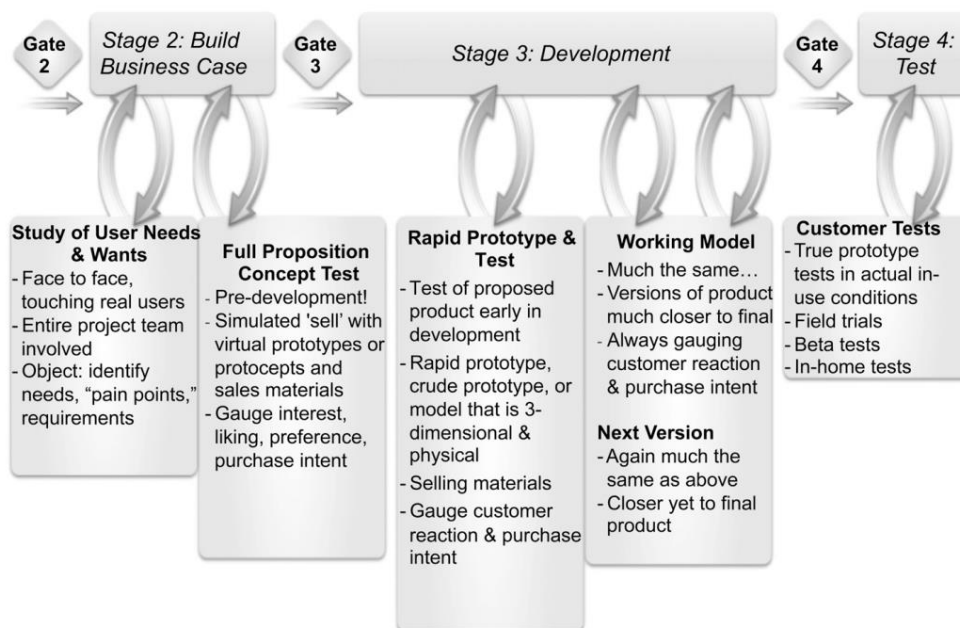 Gate
2
Stage 2: Build
Business Case
Gate
3
Stage 3: Development
Gate
4
Stage 4:
Test
Study of User Needs
& Wants
- Face to face,
touching real users
- Entire project team
involved
- Object: identify
needs, “pain points,”
requirements
Full Proposition
Concept Test
- Pre-development!
- Simulated 'sell’ with
virtual prototypes or
protocepts and
sales materials
- Gauge interest,
liking, preference,
purchase intent
Rapid Prototype &
Test
- Test of proposed
product early in
development
- Rapid prototype,
crude prototype, or
model that is 3-
dimensional &
physical
- Selling materials
- Gauge customer
reaction & purchase
intent
Working Model
- Much the same…
- Versions of product
much closer to final
- Always gauging
customer reaction
& purchase intent
Next Version
- Again much the
same as above
- Closer yet to final
product
Customer Tests
- True prototype
tests in actual in-
use conditions
- Field trials
- Beta tests
- In-home tests